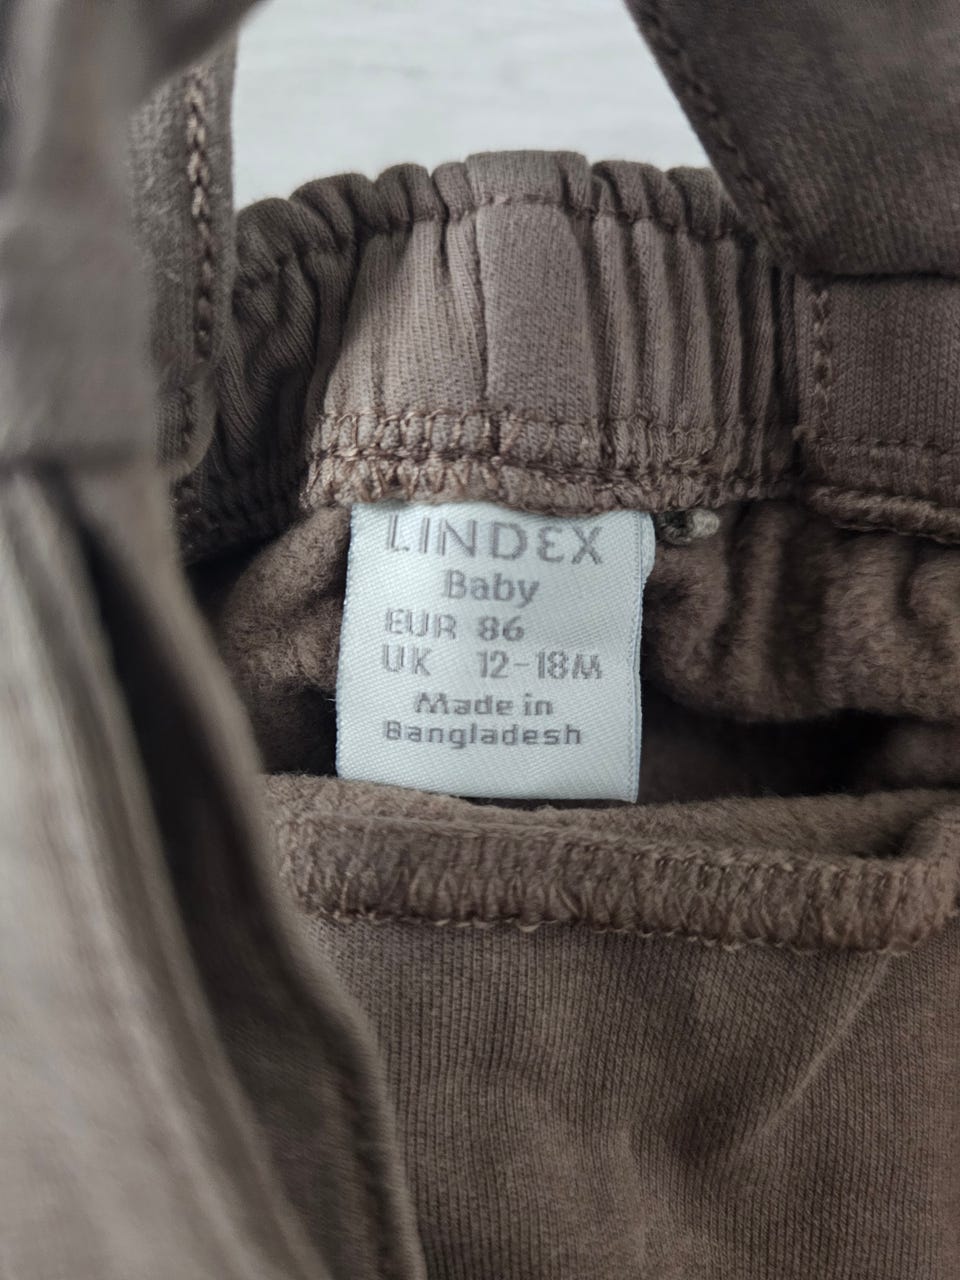 LINDEX
Baby
EUR 86
UK 12-18M
Made in
Bangladesh